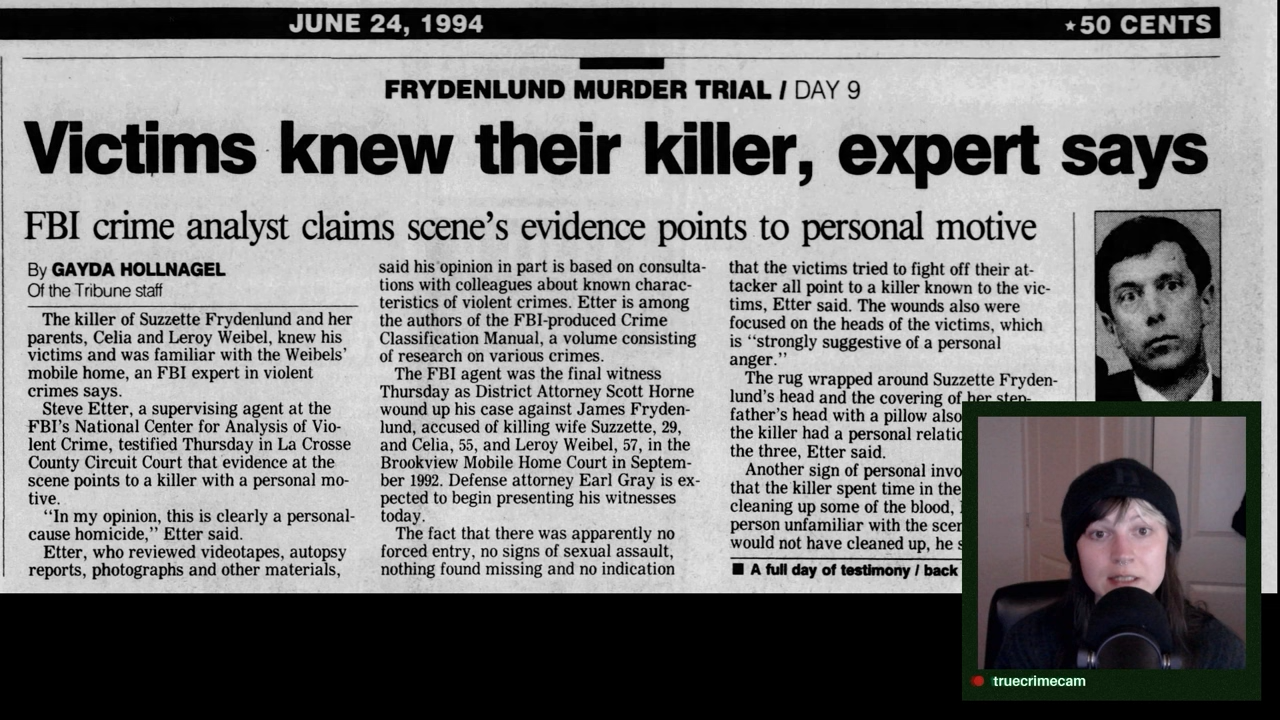 JUNE 24, 1994
★50 CENTS
FRYDENLUND MURDER TRIAL / DAY 9
Victims knew their killer, expert says
FBI crime analyst claims scene's evidence points to personal motive
By GAYDA HOLLNAGEL
Of the Tribune staff
The killer of Suzzette Frydenlund and her
parents, Celia and Leroy Weibel, knew his
victims and was familiar with the Weibels'
mobile home, an FBI expert in violent
crimes says.
Steve Etter, a supervising agent at the
FBI's National Center for Analysis of Vio-
lent Crime, testified Thursday in La Crosse
County Circuit Court that evidence at the
scene points to a killer with a personal mo-
tive.
"In my opinion, this is clearly a personal-
cause homicide," Etter said.
Etter, who reviewed videotapes, autopsy
reports, photographs and other materials,
said his opinion in part is based on consulta-
tions with colleagues about known charac-
teristics of violent crimes. Etter is among
the authors of the FBI-produced Crime
Classification Manual, a volume consisting
of research on various crimes.
The FBI agent was the final witness
Thursday as District Attorney Scott Horne
wound up his case against James Fryden-
lund, accused of killing wife Suzzette, 29,
and Celia, 55, and Leroy Weibel, 57, in the
Brookview Mobile Home Court in Septem-
ber 1992. Defense attorney Earl Gray is ex-
pected to begin presenting his witnesses
today.
The fact that there was apparently no
forced entry, no signs of sexual assault,
nothing found missing and no indication
that the victims tried to fight off their at-
tacker all point to a killer known to the vic-
tims, Etter said. The wounds also were
focused on the heads of the victims, which
is "strongly suggestive of a personal
anger."
The rug wrapped around Suzzette Fryden-
lund's head and the covering of her step-
father's head with a pillow also
the killer had a personal
the three, Etter said.
Another sign of personal
that the killer spent time in the
cleaning up some of the blood,
person unfamiliar with the
would not have cleaned up, he
■ A full day of testimony / back
truecrimecam